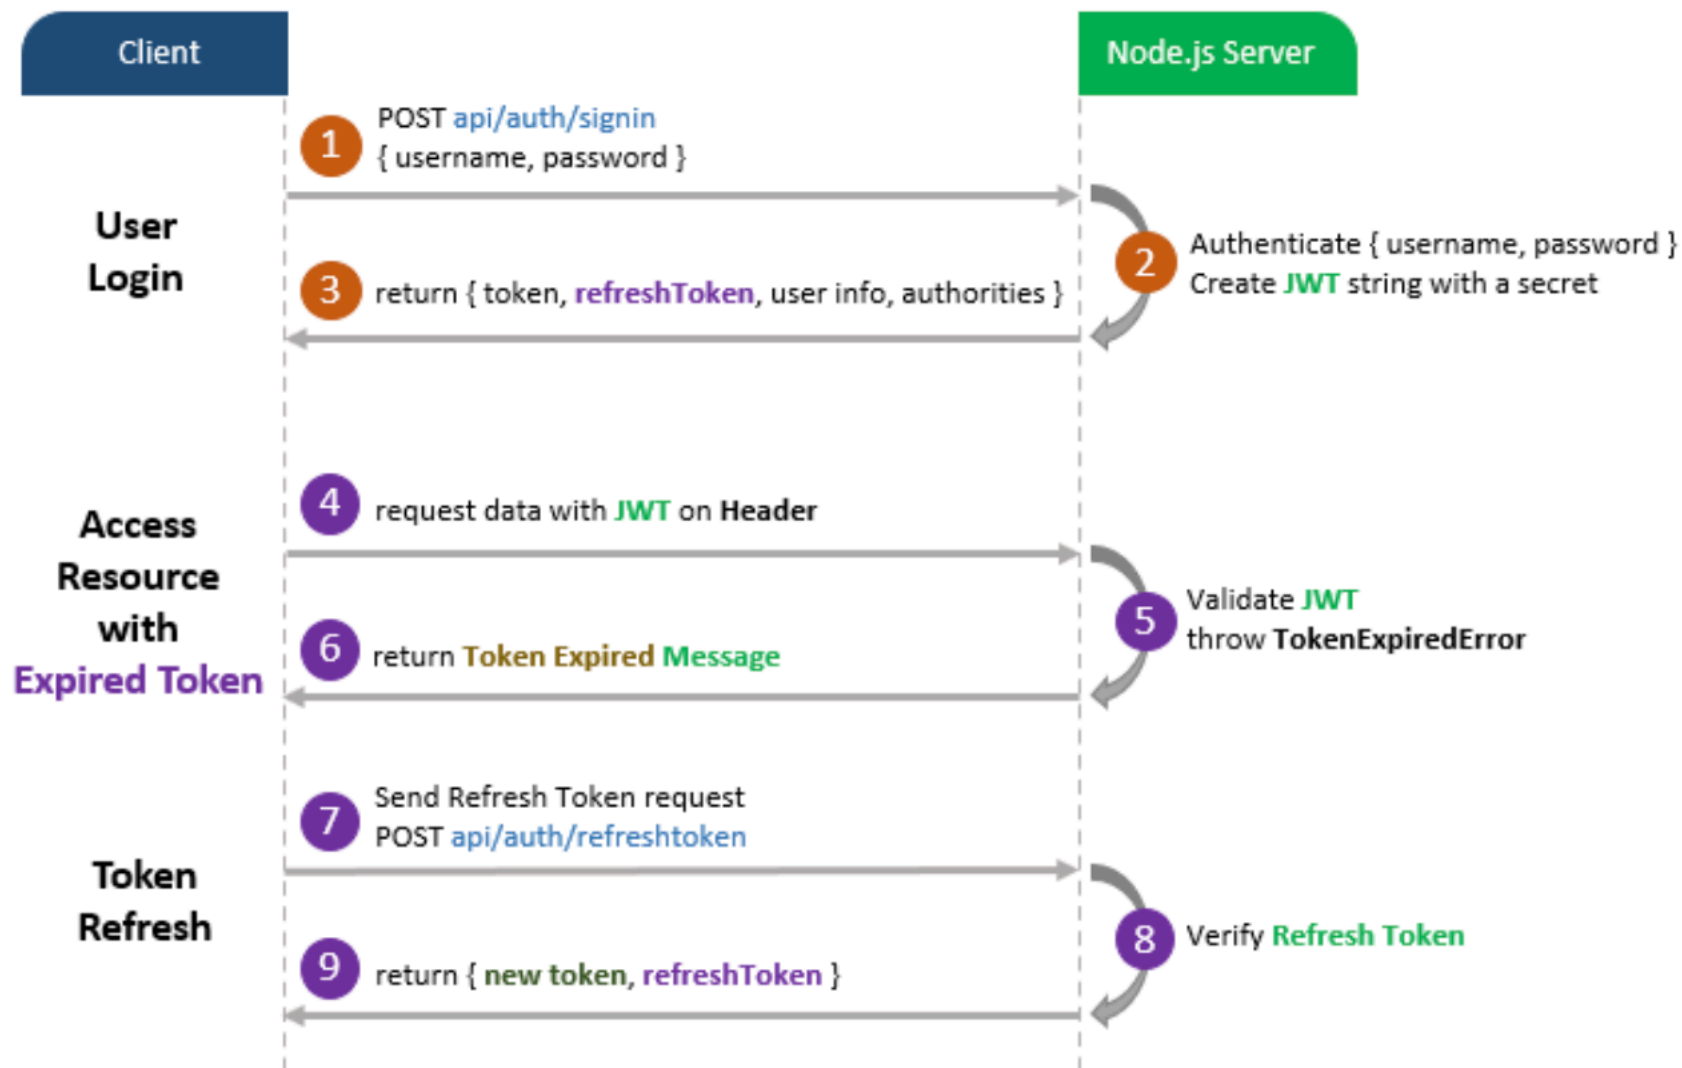 Client
Node.js Server
User
Login
1
POST api/auth/signin
{ username, password }
2
Authenticate { username, password }
Create JWT string with a secret
3
return { token, refreshToken, user info, authorities }
Access
Resource
with
Expired Token
4
request data with JWT on Header
5
Validate JWT
throw TokenExpiredError
6
return Token Expired Message
Token
Refresh
7
Send Refresh Token request
POST api/auth/refreshtoken
8
Verify Refresh Token
9
return { new token, refreshToken }